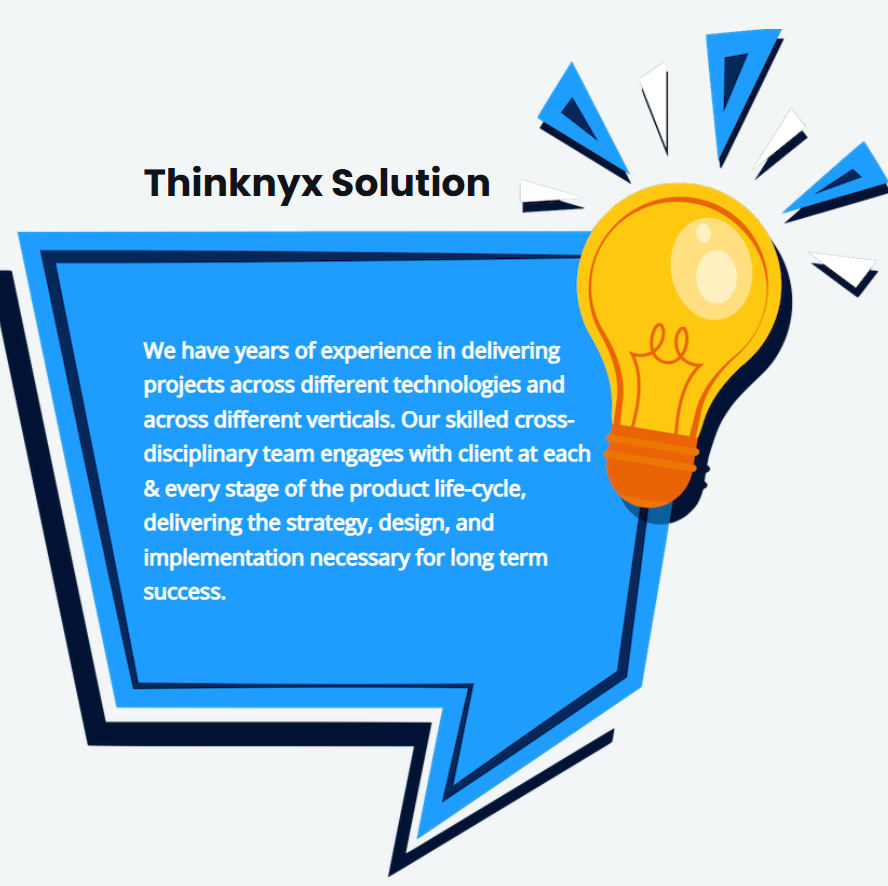 Thinknyx Solution
We have years of experience in delivering
projects across different technologies and
across different verticals. Our skilled cross-
disciplinary team engages with client at each
& every stage of the product life-cycle,
delivering the strategy, design, and
implementation necessary for long term
success.